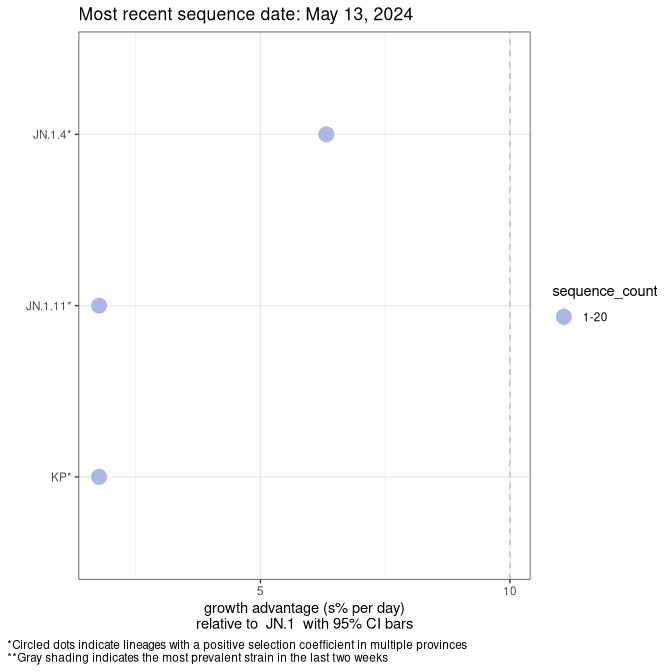 Most recent sequence date: May 13, 2024
JN.1.4*
JN.1.11*
KP*
5
10
growth advantage (s% per day)
relative to  JN.1  with 95% CI bars
sequence_count
1-20
*Circled dots indicate lineages with a positive selection coefficient in multiple provinces
**Gray shading indicates the most prevalent strain in the last two weeks